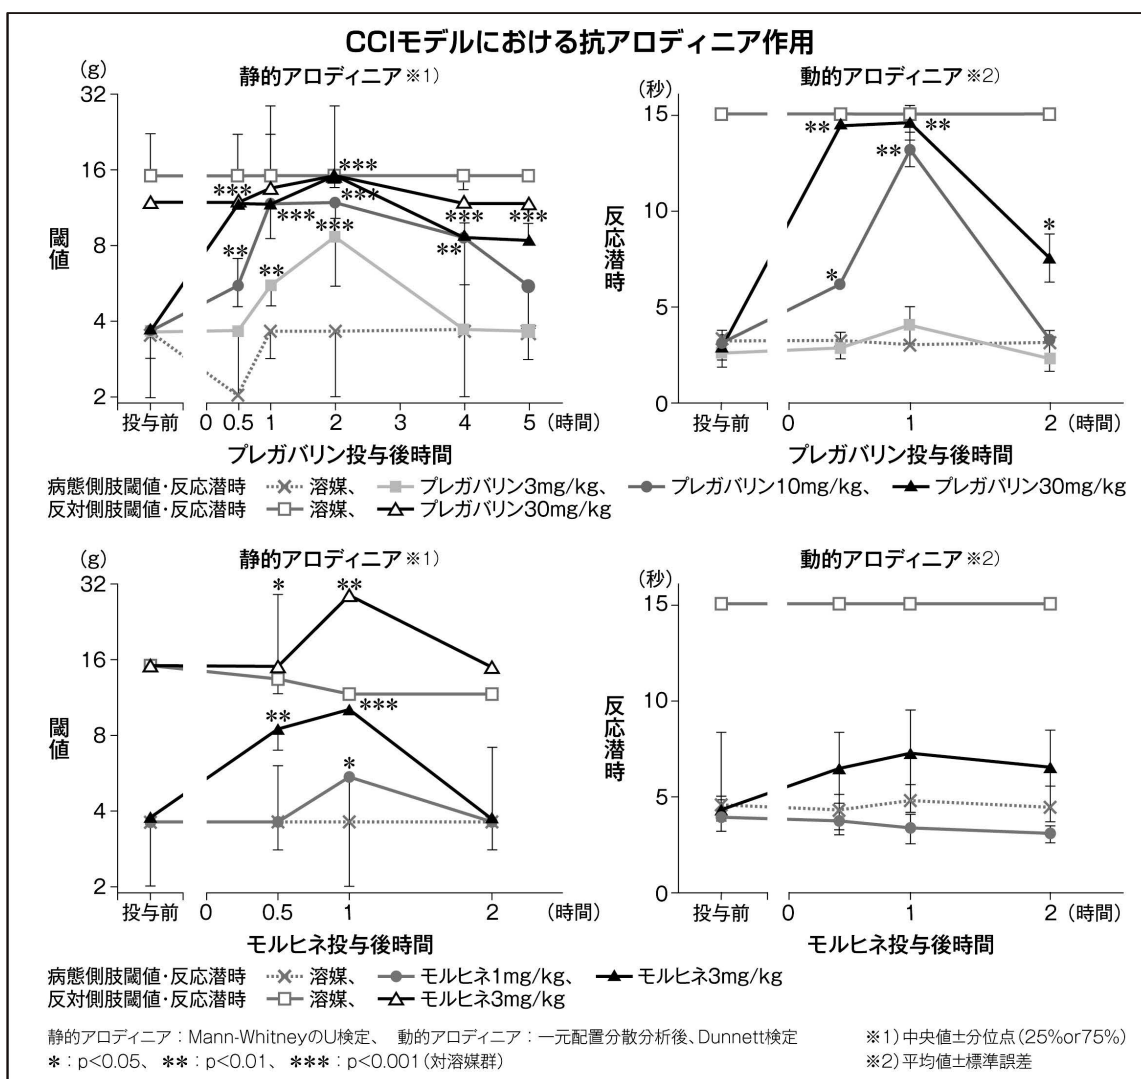 CCIモデルにおける抗アロディニア作用
静的アロディニア※1)
(g)
32
16
8
4
2
閾値
*** ** *** ** *** *** *** *** ** ***
投与前 0 0.5 1 2 3 4 5 (時間)
プレガバリン投与後時間
動的アロディニア※2)
(秒)
15
10
5
0
反応潜時
** ** ** * *
投与前 0 1 2 (時間)
プレガバリン投与後時間
病態側肢閾値・反応潜時 溶媒、 プレガバリン3mg/kg、 プレガバリン10mg/kg、 プレガバリン30mg/kg
反対側肢閾値・反応潜時 溶媒、 プレガバリン30mg/kg
静的アロディニア※1)
(g)
32
16
8
4
2
閾値
* ** ** *** *
投与前 0 0.5 1 2 (時間)
モルヒネ投与後時間
動的アロディニア※2)
(秒)
15
10
5
0
反応潜時
投与前 0 1 2 (時間)
モルヒネ投与後時間
病態側肢閾値・反応潜時 溶媒、 モルヒネ1mg/kg、 モルヒネ3mg/kg
反対側肢閾値・反応潜時 溶媒、 モルヒネ3mg/kg
静的アロディニア：Mann-WhitneyのU検定、 動的アロディニア：一元配置分散分析後、Dunnett検定
*：p<0.05、 **：p<0.01、 ***：p<0.001(対溶媒群)
※1)中央値±分位点(25%or75%)
※2)平均値±標準誤差